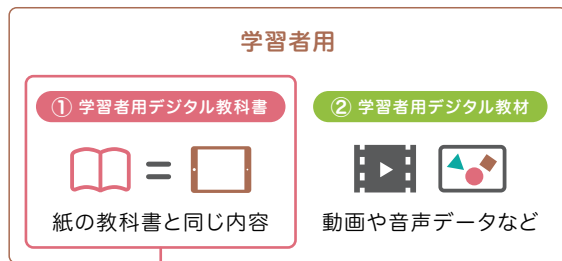 学習者用
① 学習者用デジタル教科書
② 学習者用デジタル教材
紙の教科書と同じ内容
動画や音声データなど